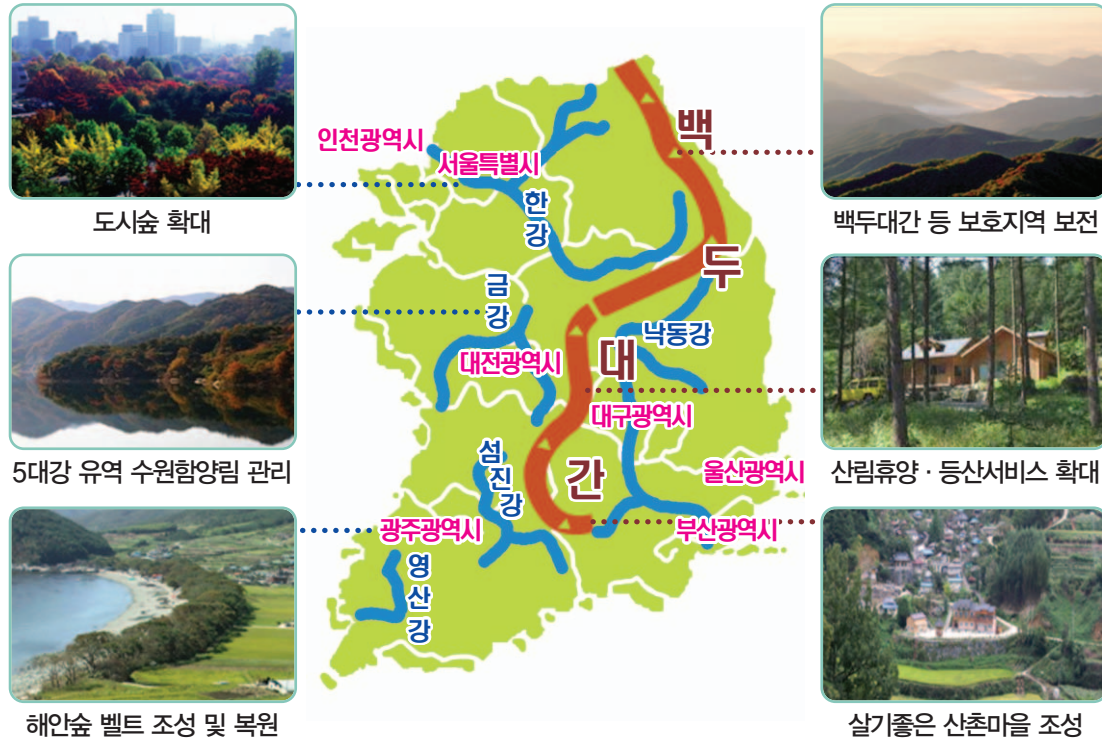 인천광역시
서울특별시
한강
백두대간
도시숲 확대
백두대간 등 보호지역 보전
금강
대전광역시
낙동강
대구광역시
5대강 유역 수원함양림 관리
산림휴양 · 등산서비스 확대
섬진강
울산광역시
광주광역시
부산광역시
영산강
해안숲 벨트 조성 및 복원
살기좋은 산촌마을 조성